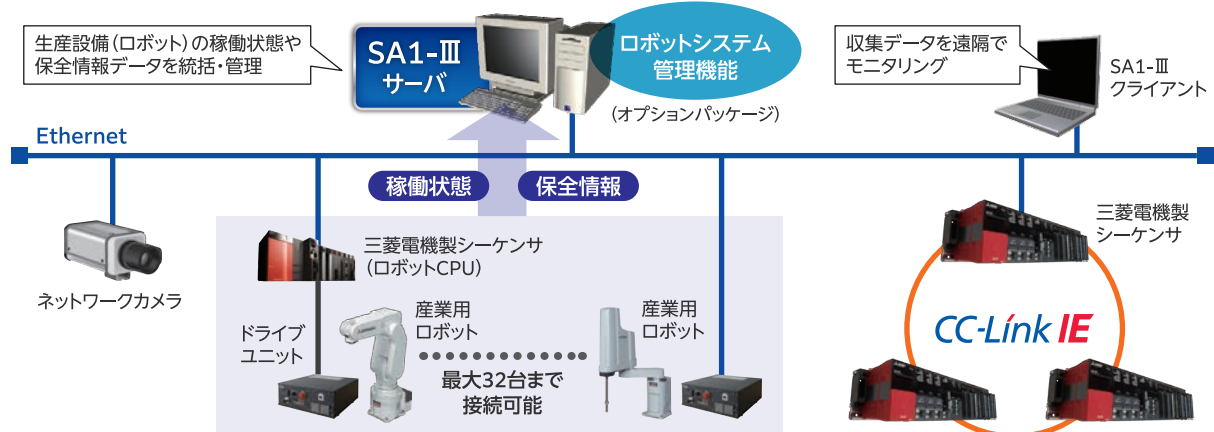 生産設備(ロボット)の稼働状態や
保全情報データを統括・管理
SA1-Ⅲ
サーバ
ロボットシステム
管理機能
(オプションパッケージ)
収集データを遠隔で
モニタリング
SA1-Ⅲ
クライアント
Ethernet
稼働状態
保全情報
ネットワークカメラ
三菱電機製シーケンサ
(ロボットCPU)
ドライブ
ユニット
産業用
ロボット
最大32台まで
接続可能
産業用
ロボット
三菱電機製
シーケンサ
CC-Link IE